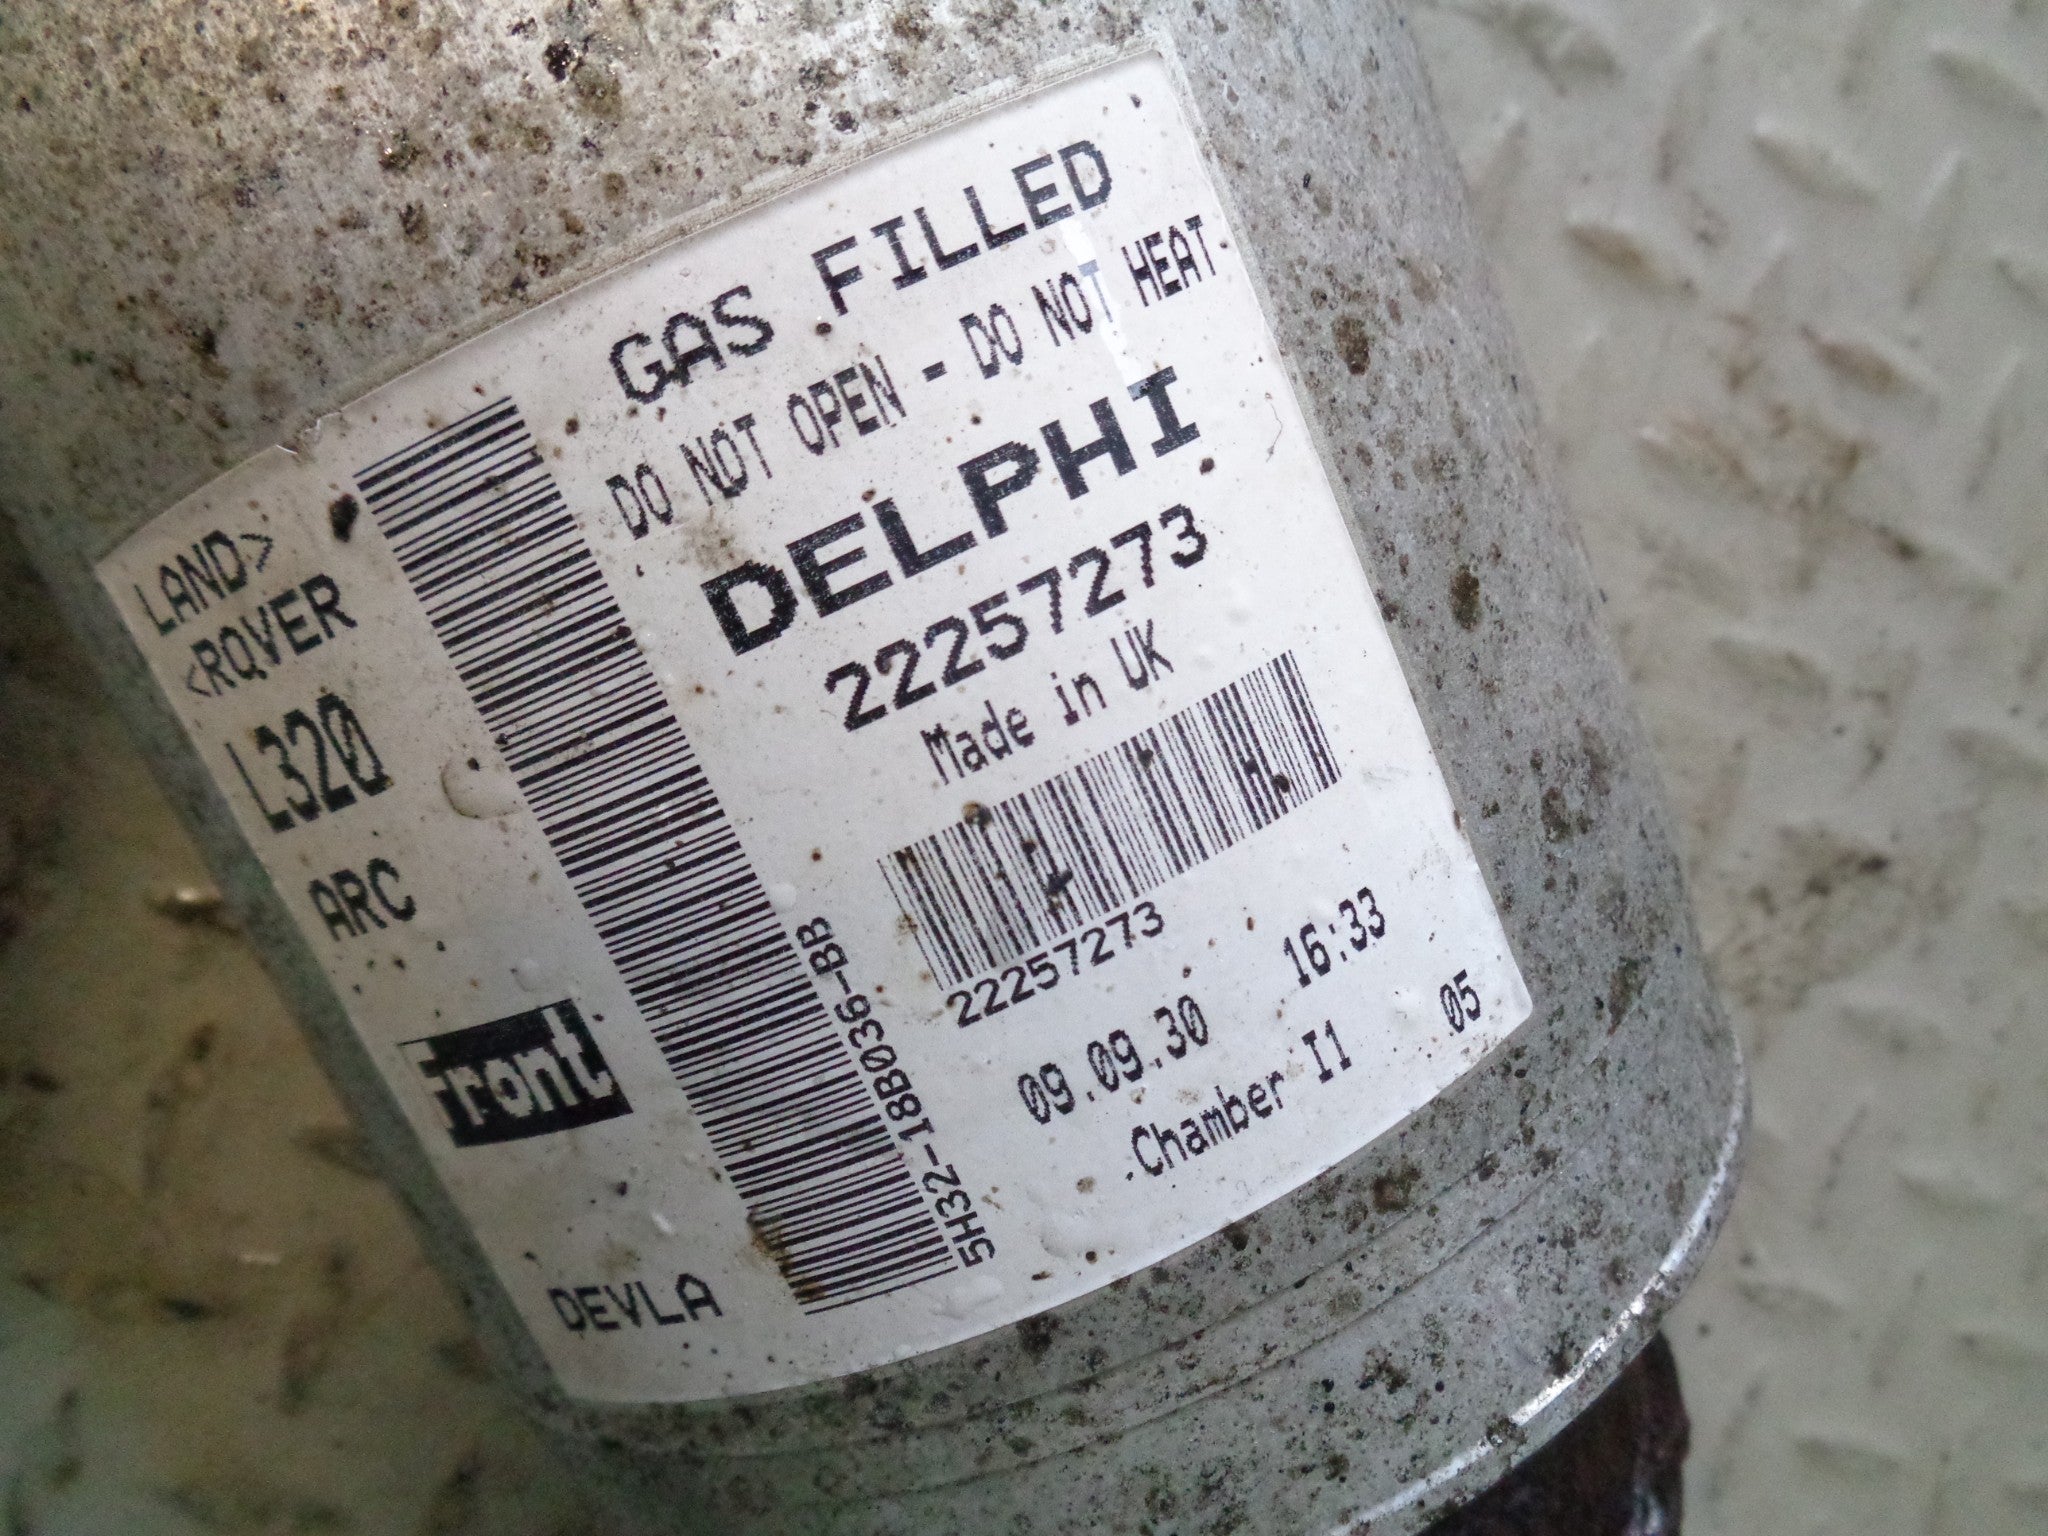 GAS FILLED
DO NOT OPEN - DO NOT HEAT
DELPHI
22257273
Made in UK
22257273
09.09.30 16:33
Chamber I1 05
5H32-18B036-BB
LAND>
<ROVER
L320
ARC
Front
DEVLA